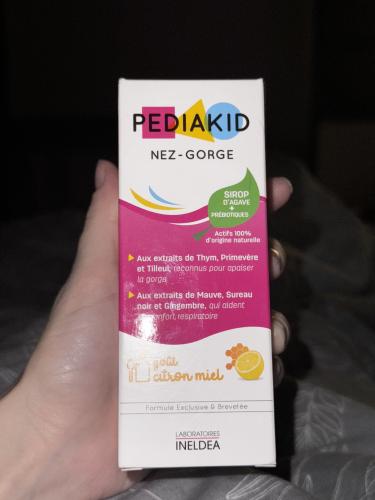 PEDIAKID
NEZ-GORGE
SIROP
D'AGAVE
+
PRÉBIOTIQUES
Actifs 100%
d'origine naturelle
Aux extraits de Thym, Primevère
et Tilleul, reconnus pour apaiser
la gorge
Aux extraits de Mauve, Sureau
noir et Gingembre, qui aident
au confort respiratoire
goût
citron miel
Formule Exclusive & Brevetée
LABORATOIRES
INELDEA